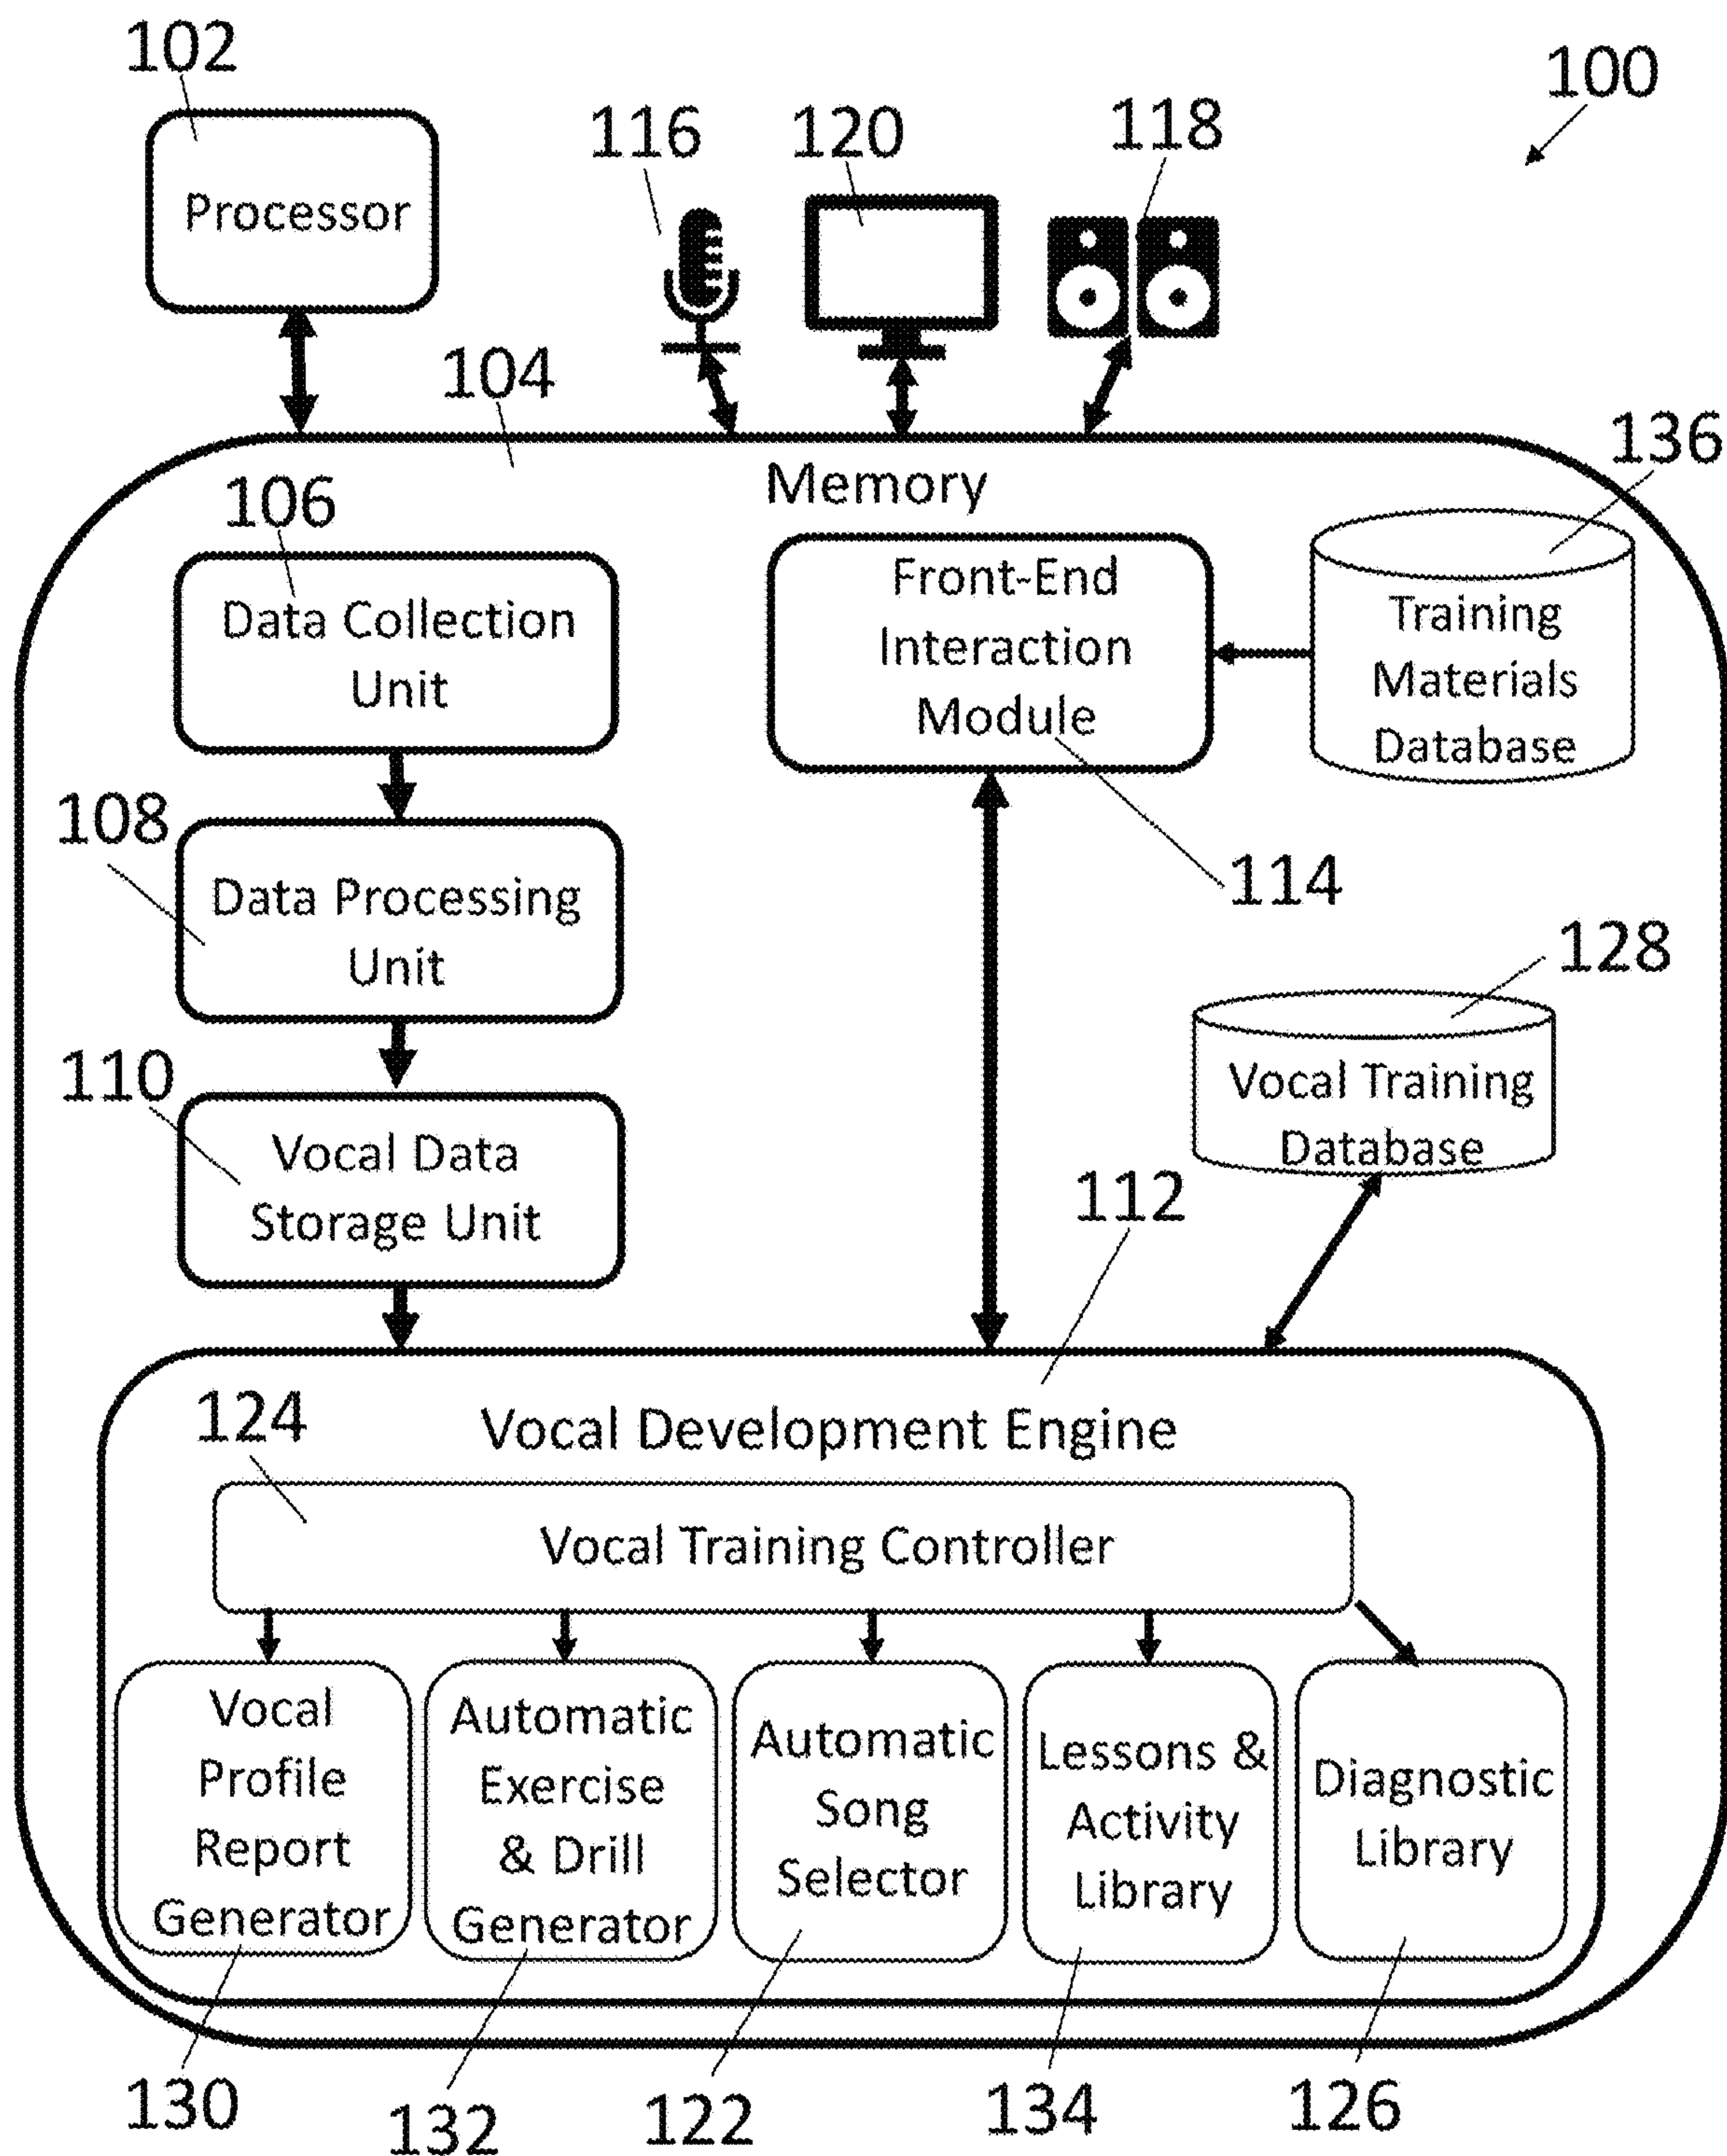 102
100
116
120
118
Processor
104
136
Memory
106
Data Collection
Unit
Front-End
Interaction
Module
Training
Materials
Database
108
114
Data Processing
Unit
128
110
Vocal Training
Database
Vocal Data
Storage Unit
112
124
Vocal Development Engine
Vocal Training Controller
Vocal
Profile
Report
Generator
Automatic
Exercise
& Drill
Generator
Automatic
Song
Selector
Lessons &
Activity
Library
Diagnostic
Library
130
132
122
134
126